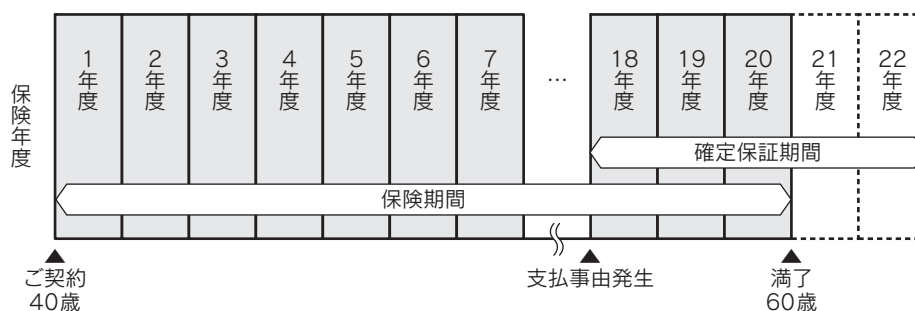 保険年度
1年度
2年度
3年度
4年度
5年度
6年度
7年度
…
18年度
19年度
20年度
21年度
22年度
確定保証期間
保険期間
ご契約
40歳
支払事由発生
満了
60歳